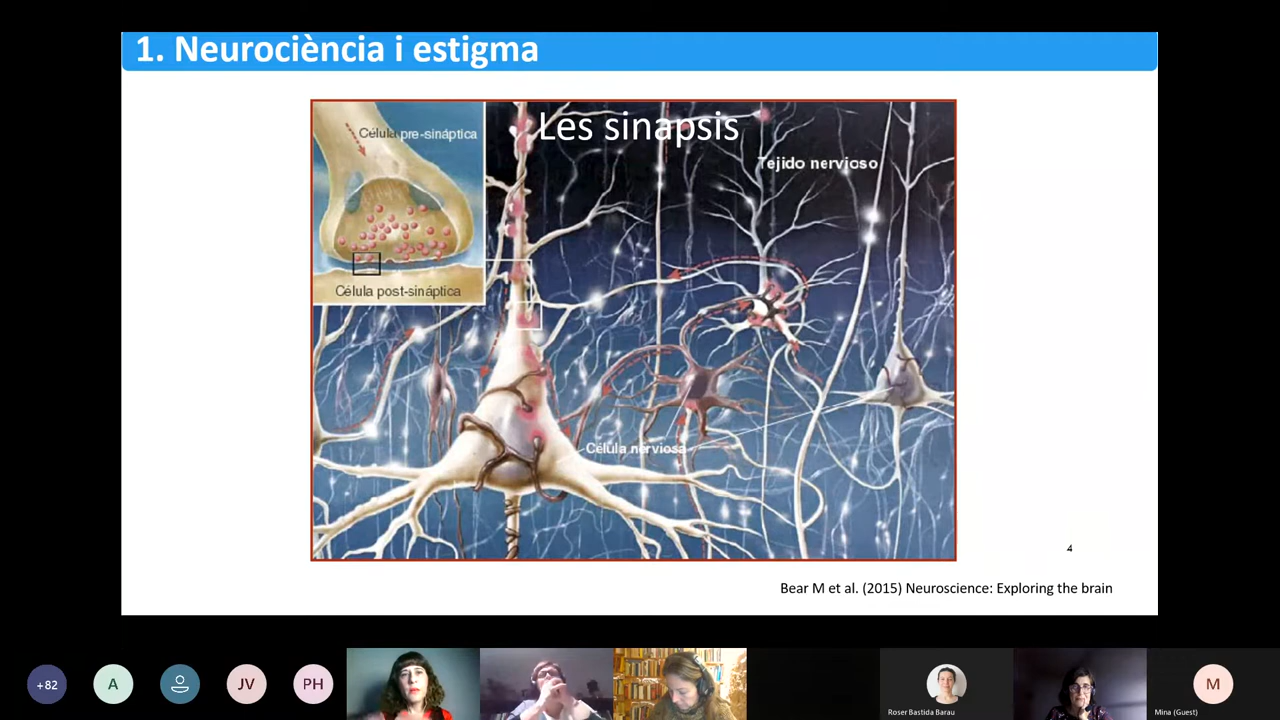 1. Neurociència i estigma
Les sinapsis
Célula pre-sináptica
Tejido nervioso
Célula post-sináptica
Célula nerviosa
4
Bear M et al. (2015) Neuroscience: Exploring the brain
+82
A
JV
PH
Roser Bastida Barau
M
Mina (Guest)